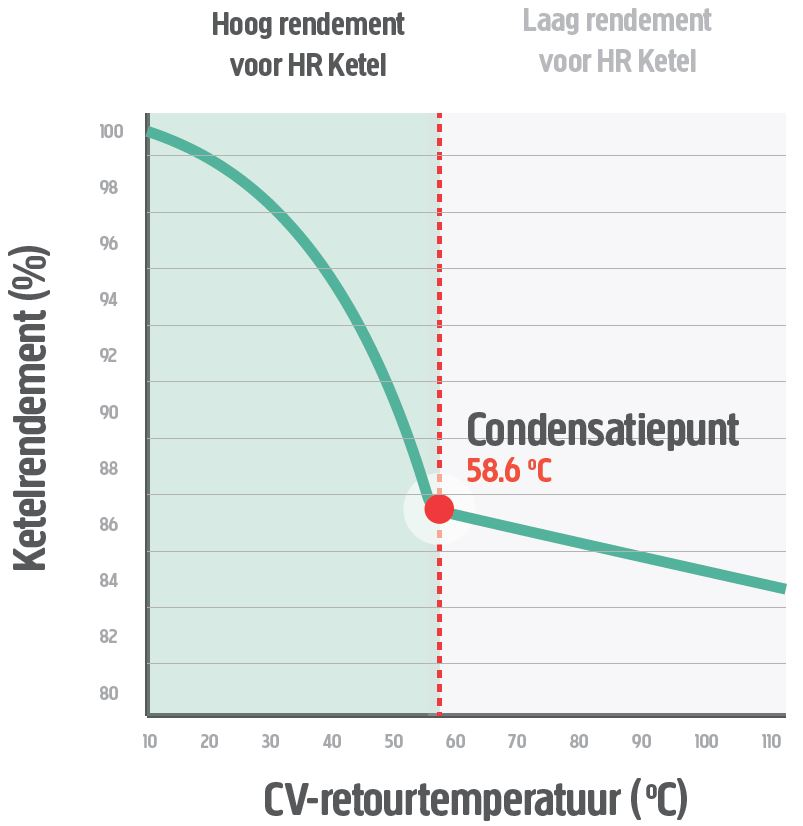 Hoog rendement
voor HR Ketel
Laag rendement
voor HR Ketel
Ketelrendement (%)
100
98
96
94
92
90
88
86
84
82
80
Condensatiepunt
58.6 ºC
10 20 30 40 50 60 70 80 90 100 110
CV-retourtemperatuur (ºC)